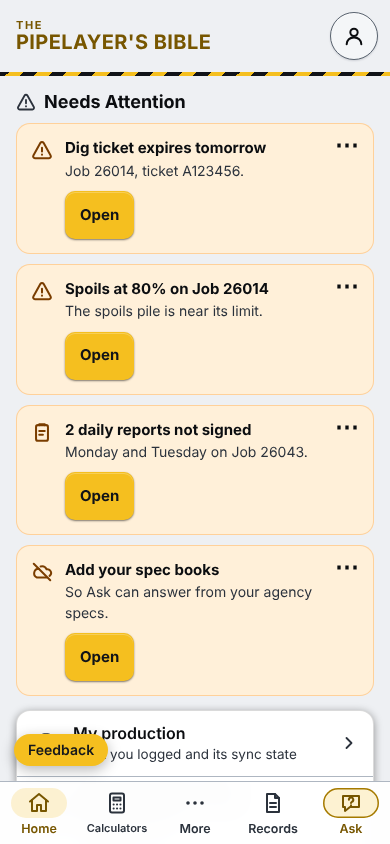 THE
PIPELAYER'S BIBLE
Needs Attention
Dig ticket expires tomorrow
Job 26014, ticket A123456.
Open
Spoils at 80% on Job 26014
The spoils pile is near its limit.
Open
2 daily reports not signed
Monday and Tuesday on Job 26043.
Open
Add your spec books
So Ask can answer from your agency
specs.
Open
My production
you logged and its sync state
Feedback
Home
Calculators
More
Records
Ask